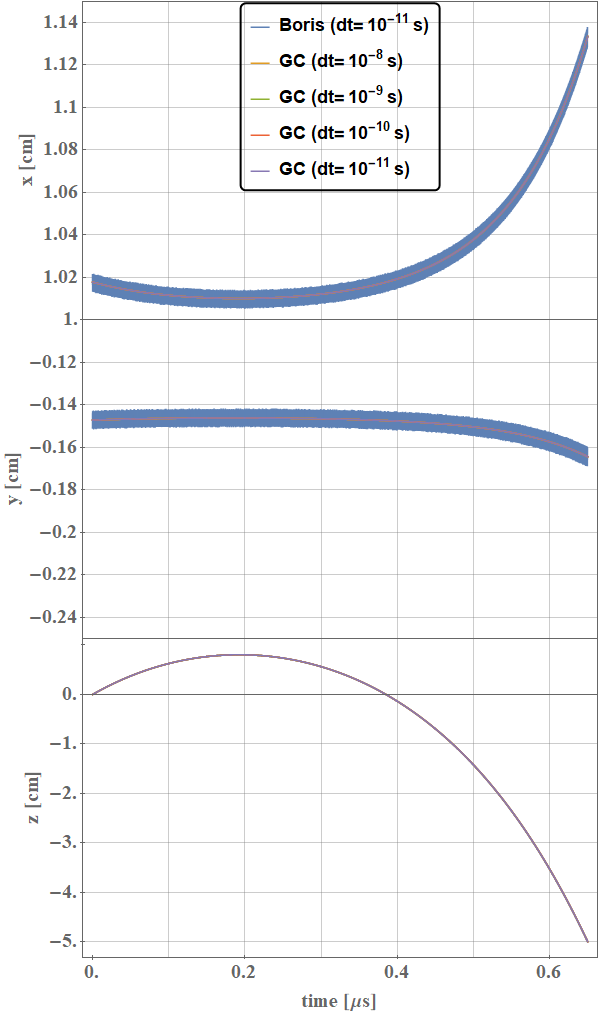 1.14
1.12
1.1
1.08
1.06
1.04
1.02
1.
x [cm]
Boris (dt= 10⁻¹¹ s)
GC (dt= 10⁻⁸ s)
GC (dt= 10⁻⁹ s)
GC (dt= 10⁻¹⁰ s)
GC (dt= 10⁻¹¹ s)
−0.12
−0.14
−0.16
−0.18
−0.2
−0.22
−0.24
y [cm]
0.
−1.
−2.
−3.
−4.
−5.
z [cm]
0. 0.2 0.4 0.6
time [μs]